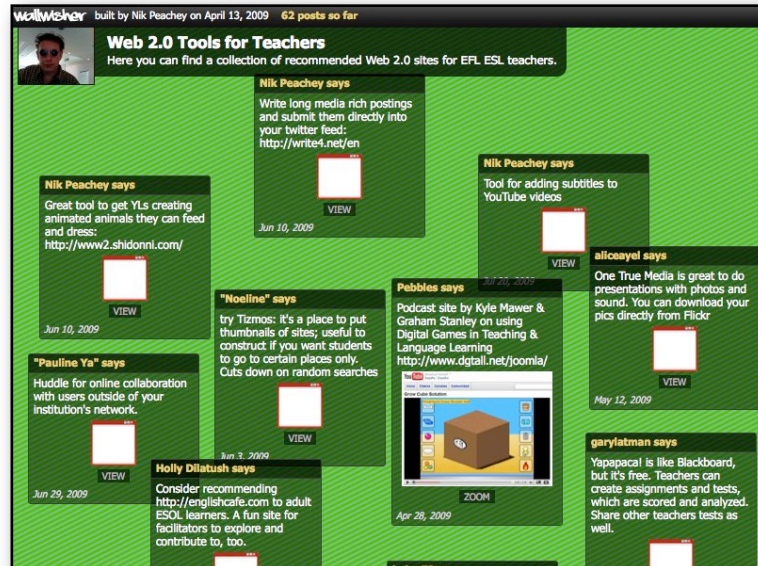 wallwisher built by Nik Peachey on April 13, 2009 62 posts so far
Web 2.0 Tools for Teachers
Here you can find a collection of recommended Web 2.0 sites for EFL ESL teachers.
Nik Peachey says
Write long media rich postings
and submit them directly into
your twitter feed:
http://write4.net/en
VIEW
Jun 10, 2009
Nik Peachey says
Tool for adding subtitles to
YouTube videos
VIEW
Jul 20, 2009
Nik Peachey says
Great tool to get YLs creating
animated animals they can feed
and dress:
http://www2.shidonni.com/
VIEW
Jun 10, 2009
aliceayel says
One True Media is great to do
presentations with photos and
sound. You can download your
pics directly from Flickr
VIEW
May 12, 2009
"Noeline" says
try Tizmos: it's a place to put
thumbnails of sites; useful to
construct if you want students
to go to certain places only.
Cuts down on random searches
VIEW
Jun 3, 2009
Pebbles says
Podcast site by Kyle Mawer &
Graham Stanley on using
Digital Games in Teaching &
Language Learning
http://www.dgtall.net/joomla/
YouTube
Grow Cube Solution
ZOOM
Apr 28, 2009
"Pauline Ya" says
Huddle for online collaboration
with users outside of your
institution's network.
VIEW
Jun 29, 2009
Holly Dilatush says
Consider recommending
http://englishcafe.com to adult
ESOL learners. A fun site for
facilitators to explore and
contribute to, too.
garylatman says
Yapapaca! is like Blackboard,
but it's free. Teachers can
create assignments and tests,
which are scored and analyzed.
Share other teachers tests as
well.